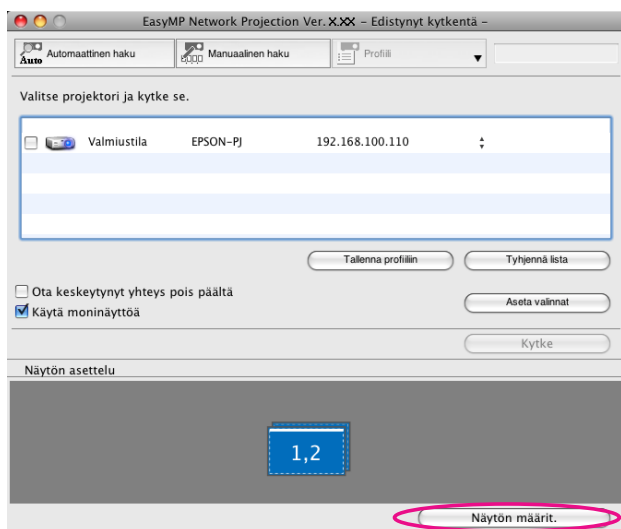 EasyMP Network Projection Ver. X.XX – Edistynyt kytkentä –
Auto Automaattinen haku Manuaalinen haku Profiili
Valitse projektori ja kytke se.
Valmiustila EPSON-PJ 192.168.100.110
Tallenna profiiliin Tyhjennä lista
Ota keskeytynyt yhteys pois päältä
Käytä moninäyttöä
Aseta valinnat
Kytke
Näytön asettelu
1,2
Näytön määrit.